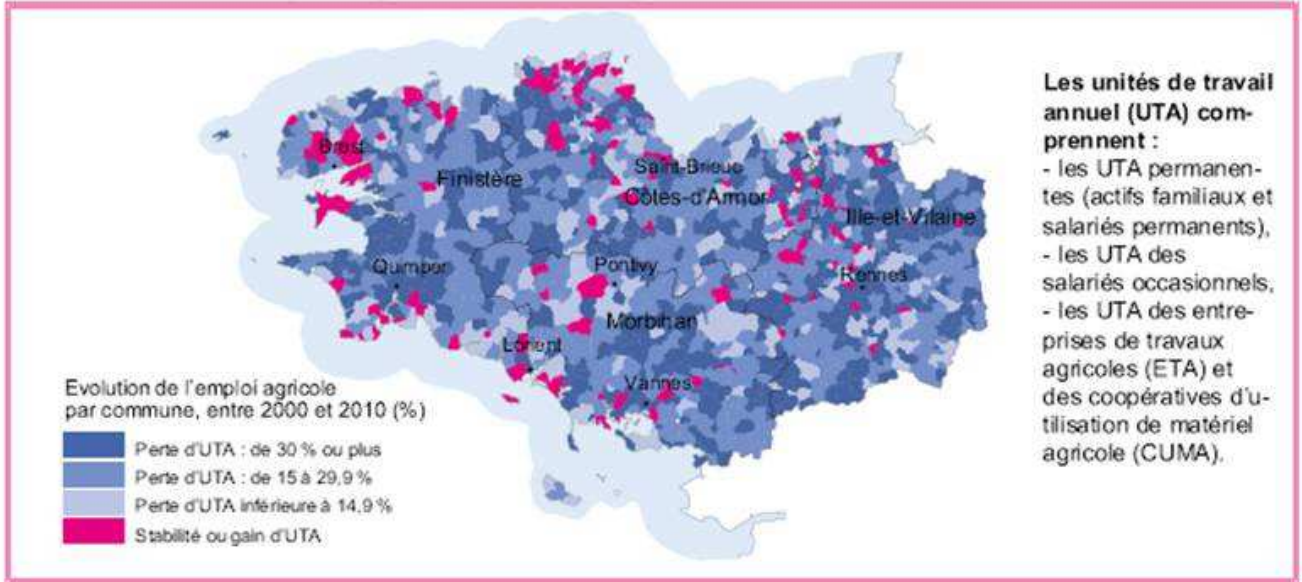 Brest
Finistère
Saint-Brieuc
Côtes-d'Armor
Ille-et-Vilaine
Quimper
Pontivy
Rennes
Morbihan
Lorient
Vannes
Evolution de l'emploi agricole
par commune, entre 2000 et 2010 (%)
Perte d'UTA : de 30 % ou plus
Perte d'UTA : de 15 à 29,9 %
Perte d'UTA inférieure à 14,9 %
Stabilité ou gain d'UTA
Les unités de travail
annuel (UTA) com-
prennent :
- les UTA permanen-
tes (actifs familiaux et
salariés permanents),
- les UTA des
salariés occasionnels,
- les UTA des entre-
prises de travaux
agricoles (ETA) et
des coopératives d'u-
tilisation de matériel
agricole (CUMA).